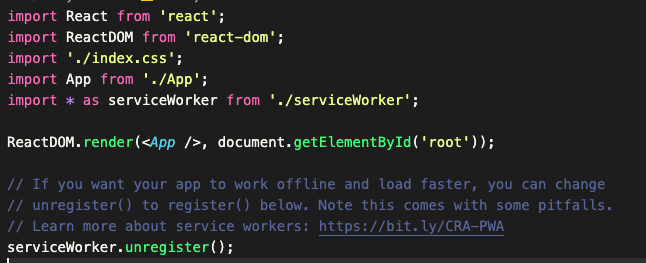 import React from 'react';
import ReactDOM from 'react-dom';
import './index.css';
import App from './App';
import * as serviceWorker from './serviceWorker';
ReactDOM.render(<App />, document.getElementById('root'));
// If you want your app to work offline and load faster, you can change
// unregister() to register() below. Note this comes with some pitfalls.
// Learn more about service workers: https://bit.ly/CRA-PWA
serviceWorker.unregister();